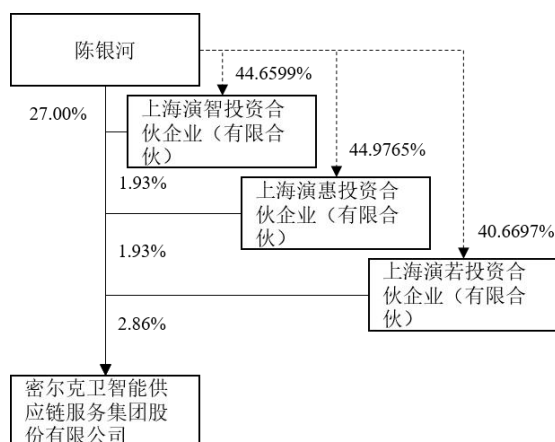 陈银河
44.6599%
27.00%
上海演智投资合
伙企业（有限合
伙）
44.9765%
1.93%
上海演惠投资合
伙企业（有限合
伙）
40.6697%
1.93%
上海演若投资合
伙企业（有限合
伙）
2.86%
密尔克卫智能供
应链服务集团股
份有限公司